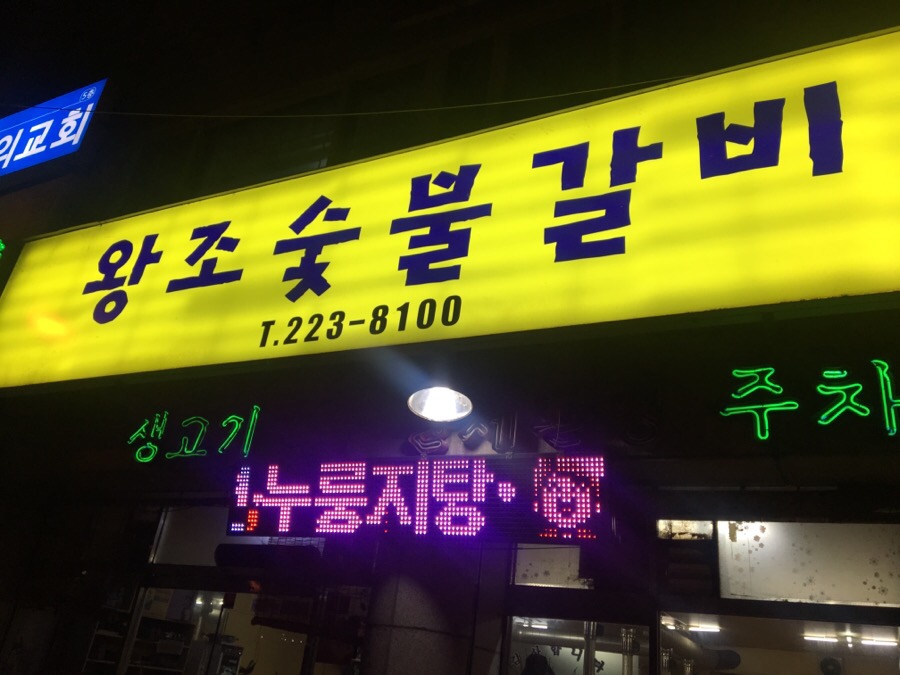 의교회
왕조숯불갈비
T.223-8100
생고기
주차
누룽지탕